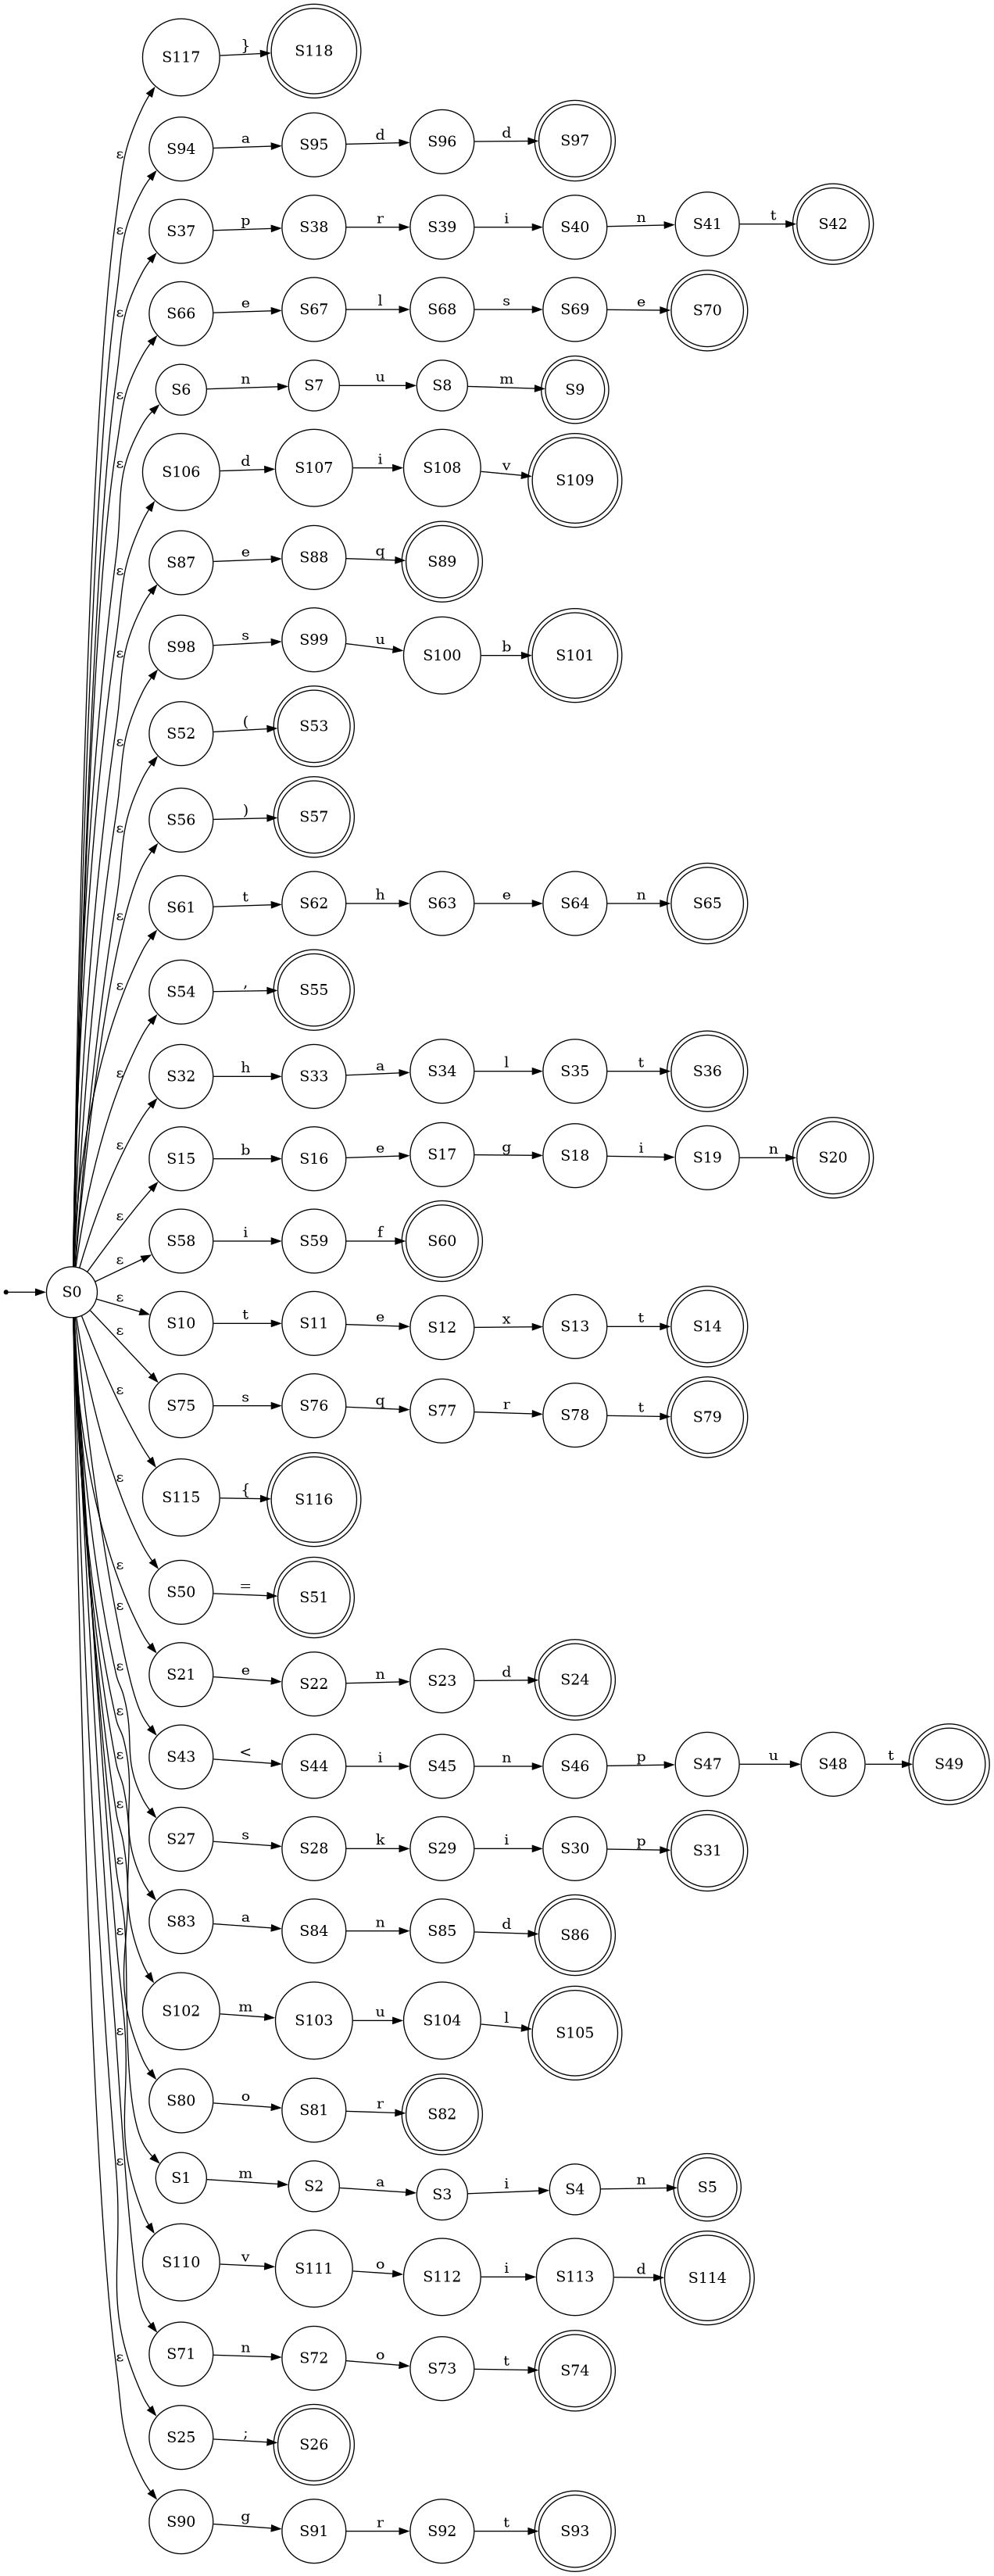 S117 } S118
ε S94 a S95 d S96 d S97
ε S37 p S38 r S39 i S40 n S41 t S42
ε S66 e S67 l S68 s S69 e S70
ε S6 n S7 u S8 m S9
ε S106 d S107 i S108 v S109
ε S87 e S88 q S89
ε S98 s S99 u S100 b S101
ε S52 ( S53
ε S56 ) S57
ε S61 t S62 h S63 e S64 n S65
ε S54 , S55
ε S32 h S33 a S34 l S35 t S36
ε S15 b S16 e S17 g S18 i S19 n S20
ε S58 i S59 f S60
S0 ε S10 t S11 e S12 x S13 t S14
ε S75 s S76 q S77 r S78 t S79
ε S115 { S116
ε S50 = S51
ε S21 e S22 n S23 d S24
ε S43 < S44 i S45 n S46 p S47 u S48 t S49
ε S27 s S28 k S29 i S30 p S31
ε S83 a S84 n S85 d S86
ε S102 m S103 u S104 l S105
ε S80 o S81 r S82
ε S1 m S2 a S3 i S4 n S5
ε S110 v S111 o S112 i S113 d S114
ε S71 n S72 o S73 t S74
ε S25 ; S26
ε S90 g S91 r S92 t S93
ε